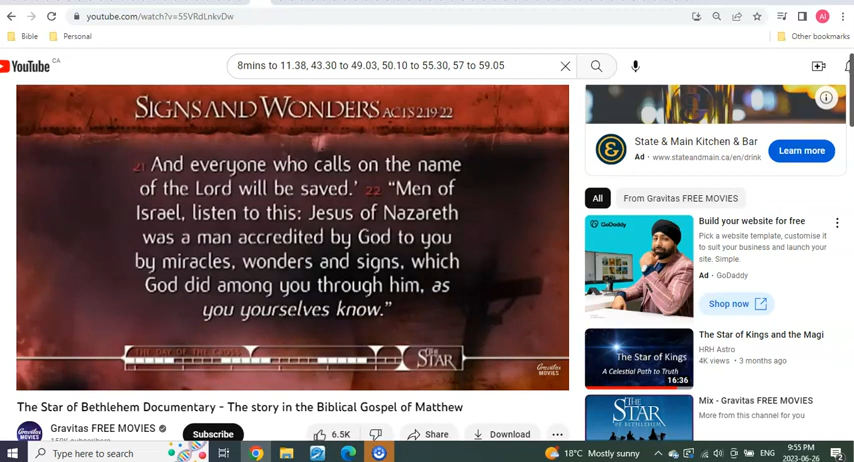 youtube.com/watch?v=55VRdLnkvDw
Al
Bible
Personal
Other bookmarks
YouTube CA
8mins to 11.38, 43.30 to 49.03, 50.10 to 55.30, 57 to 59.05
SIGNS AND WONDERS ACTS 2.19-22
21 And everyone who calls on the name
of the Lord will be saved.’ 22 “Men of
Israel, listen to this: Jesus of Nazareth
was a man accredited by God to you
by miracles, wonders and signs, which
God did among you through him, as
you yourselves know.”
THE DAY OF THE CROSS
THE STAR
Gravitas MOVIES
The Star of Bethlehem Documentary - The story in the Biblical Gospel of Matthew
Gravitas FREE MOVIES
Subscribe
6.5K
Share
Download
State & Main Kitchen & Bar
Ad · www.stateandmain.ca/en/drink
Learn more
All
From Gravitas FREE MOVIES
GoDaddy
Build your website for free
Pick a website template, customise it
to suit your business and launch your
site. Simple.
Ad · GoDaddy
Shop now
The Star of Kings
A Celestial Path to Truth
16:36
The Star of Kings and the Magi
HRH Astro
4K views • 3 months ago
THE STAR OF BETHLEHEM
Mix - Gravitas FREE MOVIES
More from this channel for you
Type here to search
18°C Mostly sunny
ENG
9:55 PM
2023-06-26
2